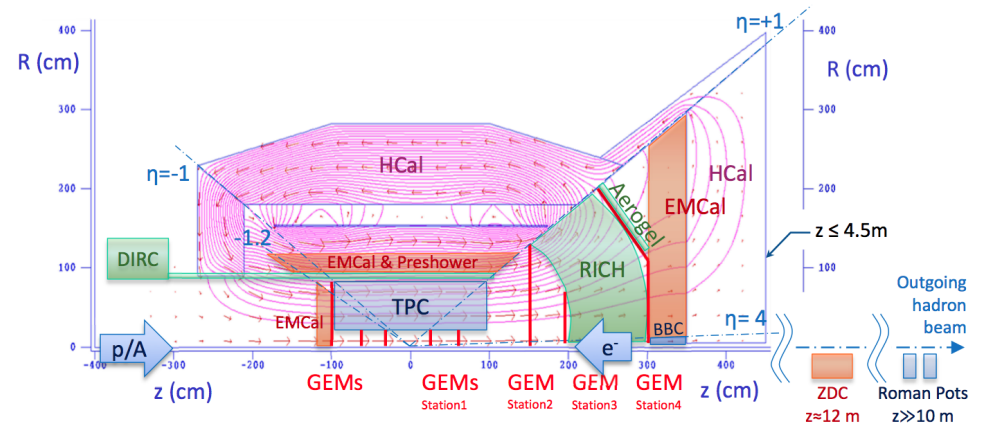 η=+1
400
400
R (cm)
R (cm)
300
300
η=-1
HCal
HCal
200
200
Aerogel
EMCal
-1.2
z ≤ 4.5m
DIRC
EMCal & Preshower
RICH
100
100
TPC
Outgoing
hadron
beam
EMCal
BBC
η= 4
p/A
e-
0
0
-400
-300
-200
-100
0
100
200
300
400
z (cm)
GEMs
GEMs
Station1
GEM
Station2
GEM
Station3
GEM
Station4
z (cm)
ZDC
z≈12 m
Roman Pots
z≫10 m